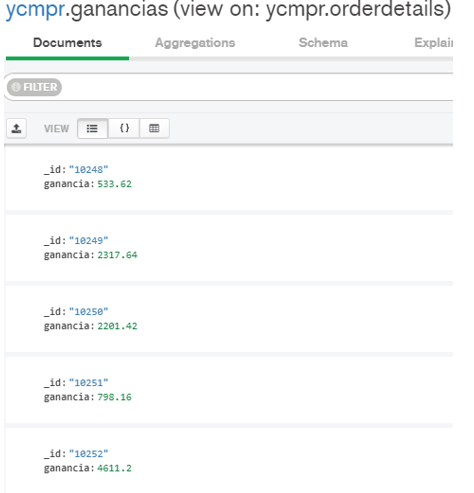 ycmpr.ganancias (view on: ycmpr.orderdetails)
Documents Aggregations Schema Explai
FILTER
VIEW
_id: "10248"
ganancia: 533.62
_id: "10249"
ganancia: 2317.64
_id: "10250"
ganancia: 2201.42
_id: "10251"
ganancia: 798.16
_id: "10252"
ganancia: 4611.2